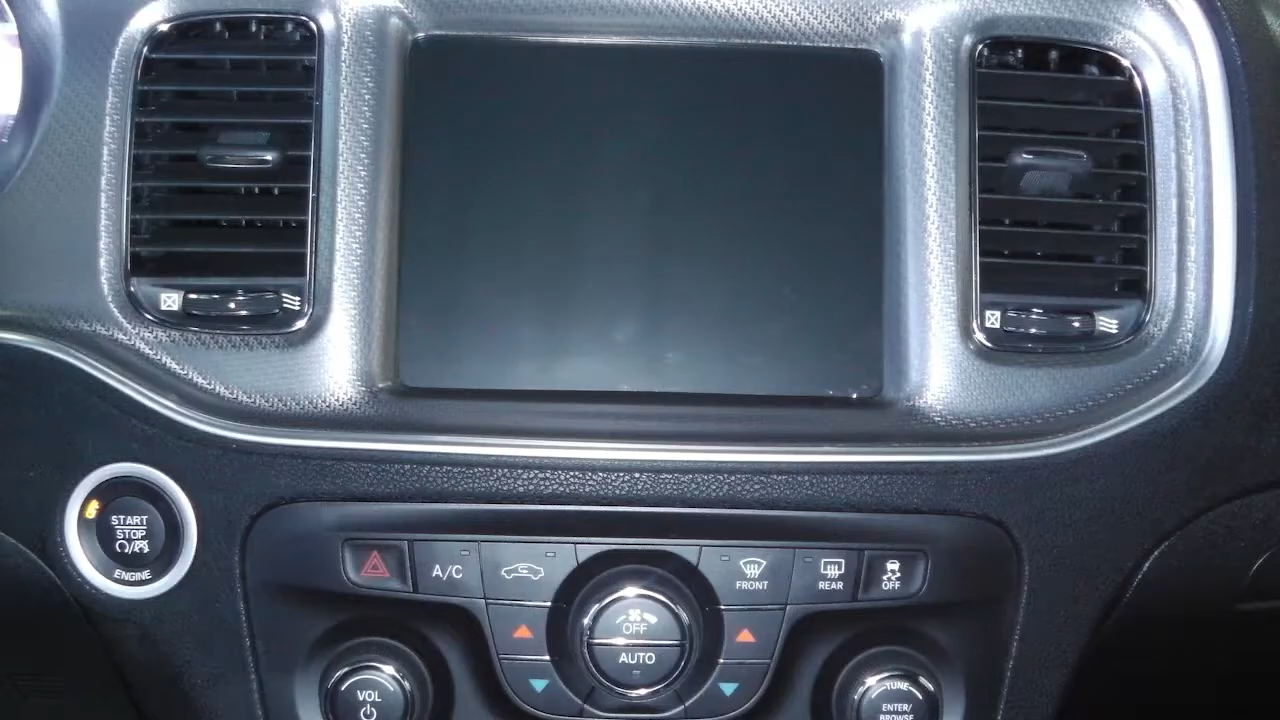 START
STOP
ENGINE
A/C
FRONT
REAR
OFF
OFF
AUTO
VOL
TUNE
ENTER/
BROWSE